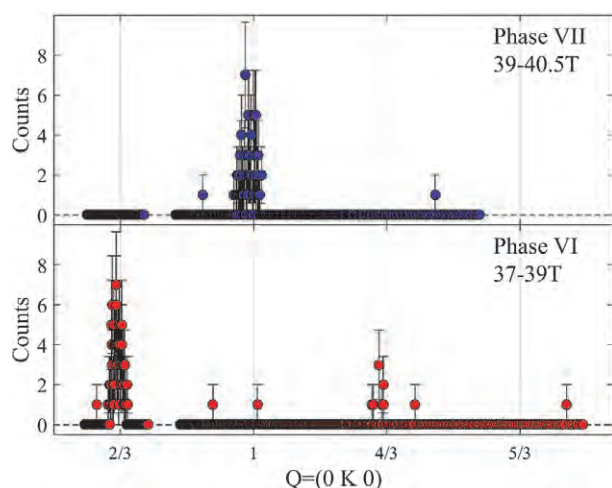 Phase VII
39-40.5T
Counts
8
6
4
2
0
Phase VI
37-39T
Counts
8
6
4
2
0
2/3 1 4/3 5/3
Q=(0 K 0)